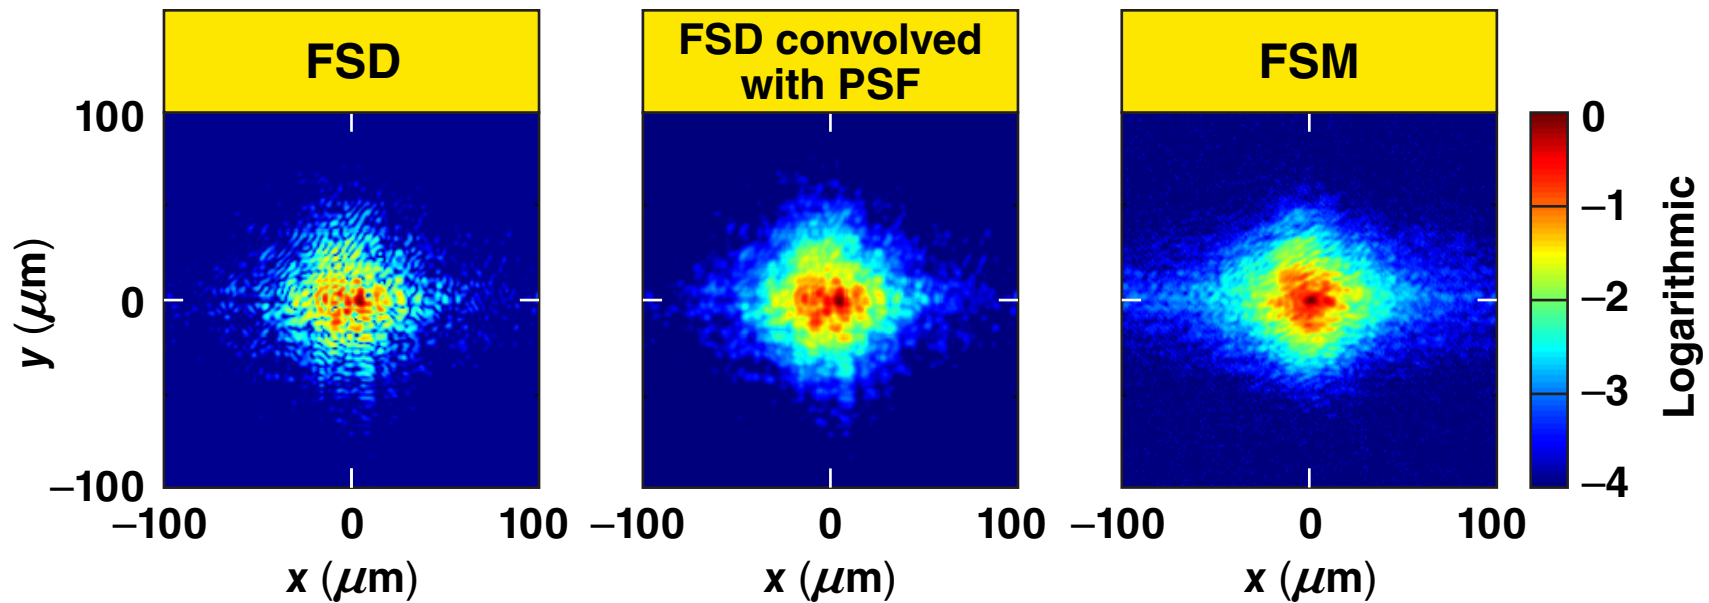 FSD
FSD convolved
with PSF
FSM
100
0
–100
y (μm)
–100 0 100
x (μm)
–100 0 100
x (μm)
–100 0 100
x (μm)
0
–1
–2
–3
–4
Logarithmic